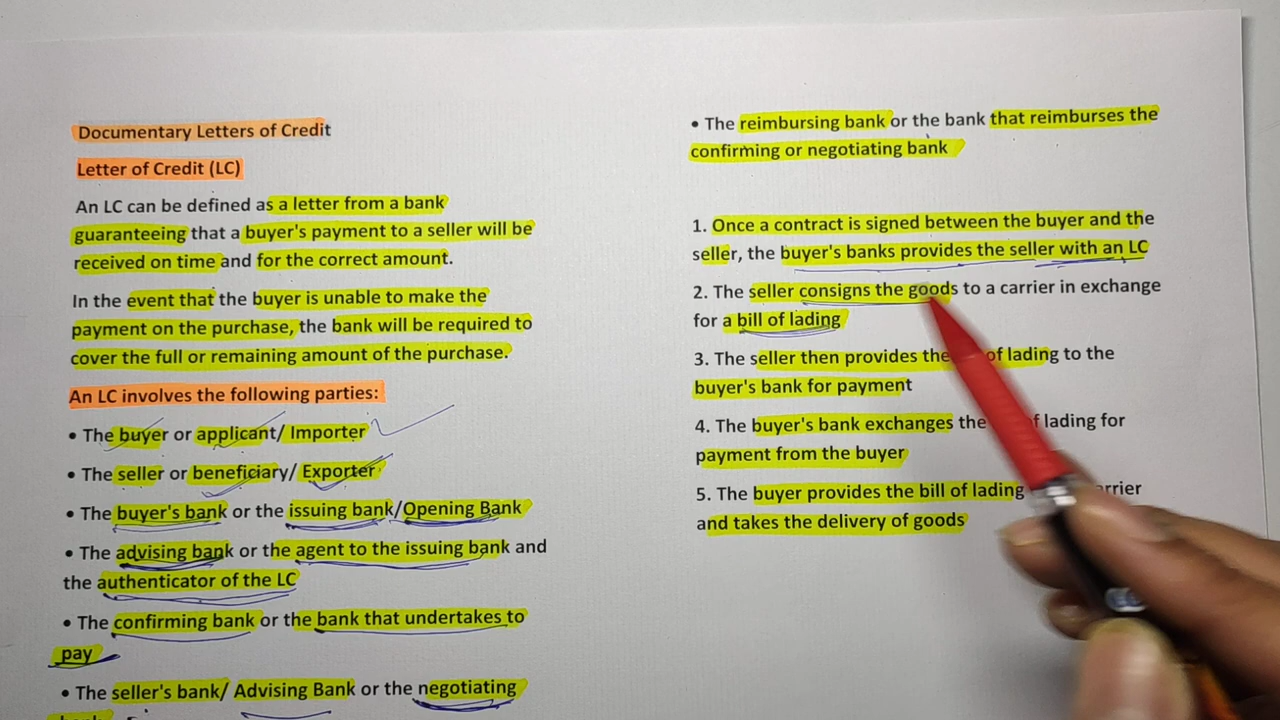 Documentary Letters of Credit
Letter of Credit (LC)
An LC can be defined as a letter from a bank
guaranteeing that a buyer's payment to a seller will be
received on time and for the correct amount.
In the event that the buyer is unable to make the
payment on the purchase, the bank will be required to
cover the full or remaining amount of the purchase.
An LC involves the following parties:
• The buyer or applicant/ Importer
• The seller or beneficiary/ Exporter
• The buyer's bank or the issuing bank/Opening Bank
• The advising bank or the agent to the issuing bank and
the authenticator of the LC
• The confirming bank or the bank that undertakes to
pay
• The seller's bank/ Advising Bank or the negotiating
• The reimbursing bank or the bank that reimburses the
confirming or negotiating bank
1. Once a contract is signed between the buyer and the
seller, the buyer's banks provides the seller with an LC
2. The seller consigns the goods to a carrier in exchange
for a bill of lading
3. The seller then provides the of lading to the
buyer's bank for payment
4. The buyer's bank exchanges the of lading for
payment from the buyer
5. The buyer provides the bill of lading
and takes the delivery of goods